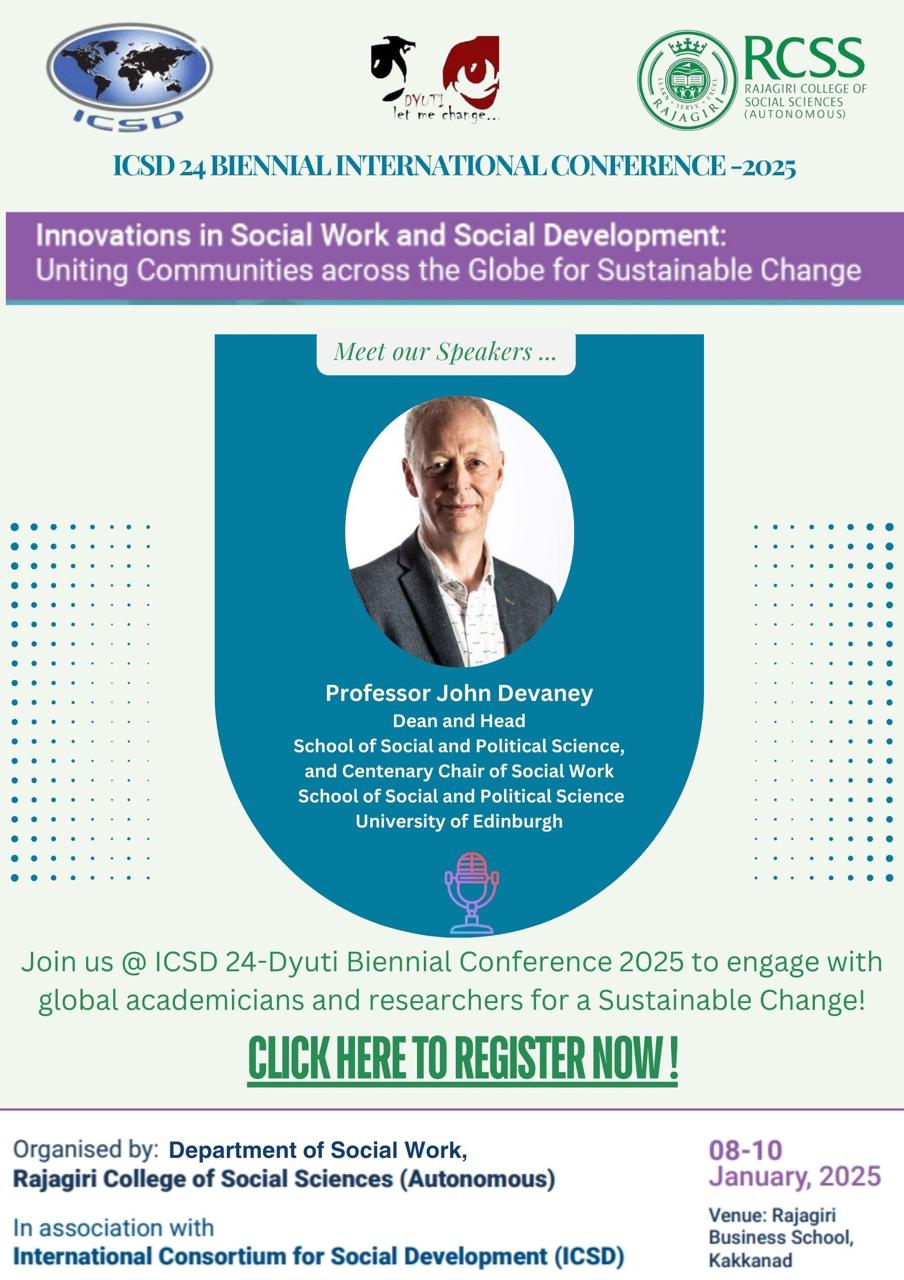 ICSD
DYUTI
let me change...
LEARN • SERVE • EXCEL
RAJAGIRI
RCSS
RAJAGIRI COLLEGE OF
SOCIAL SCIENCES
(AUTONOMOUS)
ICSD 24 BIENNIAL INTERNATIONAL CONFERENCE -2025
Innovations in Social Work and Social Development:
Uniting Communities across the Globe for Sustainable Change
Meet our Speakers ...
Professor John Devaney
Dean and Head
School of Social and Political Science,
and Centenary Chair of Social Work
School of Social and Political Science
University of Edinburgh
Join us @ ICSD 24-Dyuti Biennial Conference 2025 to engage with
global academicians and researchers for a Sustainable Change!
CLICK HERE TO REGISTER NOW !
Organised by: Department of Social Work,
Rajagiri College of Social Sciences (Autonomous)
In association with
International Consortium for Social Development (ICSD)
08-10
January, 2025
Venue: Rajagiri
Business School,
Kakkanad